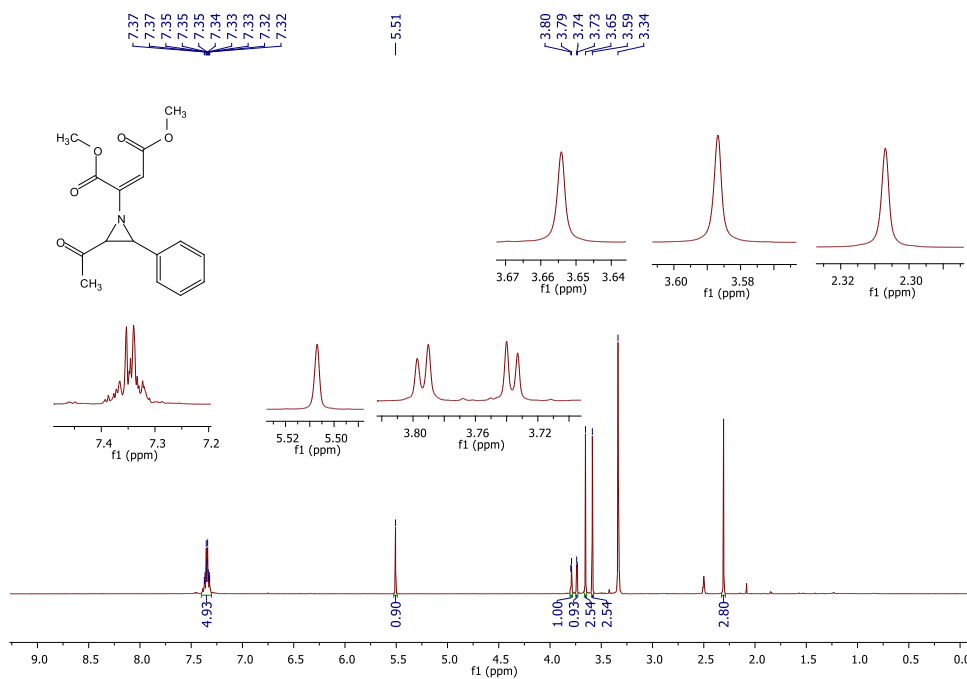 7.37
7.37
7.35
7.35
7.35
7.34
7.33
7.33
7.32
7.32
5.51
3.80
3.79
3.74
3.73
3.65
3.59
3.34
CH₃
H₃C
O
O
O
O
N
O
CH₃
3.67 3.66 3.65 3.64
f1 (ppm)
3.60 3.58
f1 (ppm)
2.32 2.30
f1 (ppm)
7.4 7.3 7.2
f1 (ppm)
5.52 5.50
f1 (ppm)
3.80 3.76 3.72
f1 (ppm)
4.93
0.90
1.00
0.93
2.54
2.54
2.80
9.0 8.5 8.0 7.5 7.0 6.5 6.0 5.5 5.0 4.5 4.0 3.5 3.0 2.5 2.0 1.5 1.0 0.5 0.0
f1 (ppm)